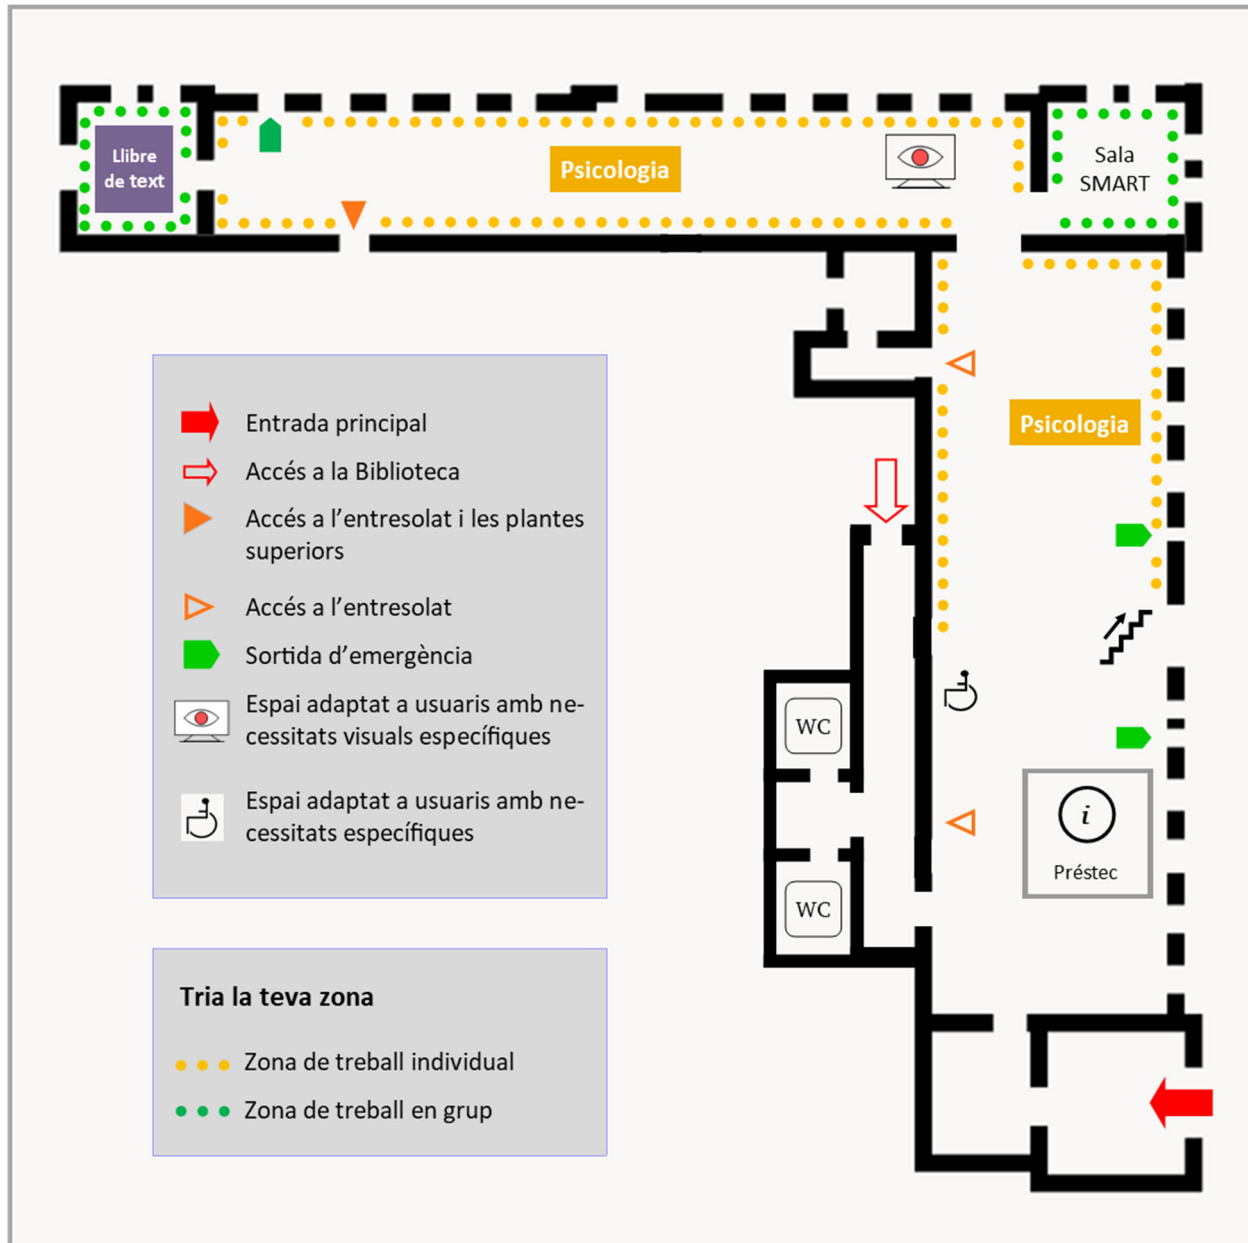 Llibre
de text
Psicologia
Sala
SMART
Psicologia
Entrada principal
Accés a la Biblioteca
Accés a l’entresolat i les plantes
superiors
Accés a l’entresolat
Sortida d’emergència
Espai adaptat a usuaris amb ne-
cessitats visuals específiques
Espai adaptat a usuaris amb ne-
cessitats específiques
WC
i
Préstec
WC
Tria la teva zona
Zona de treball individual
Zona de treball en grup